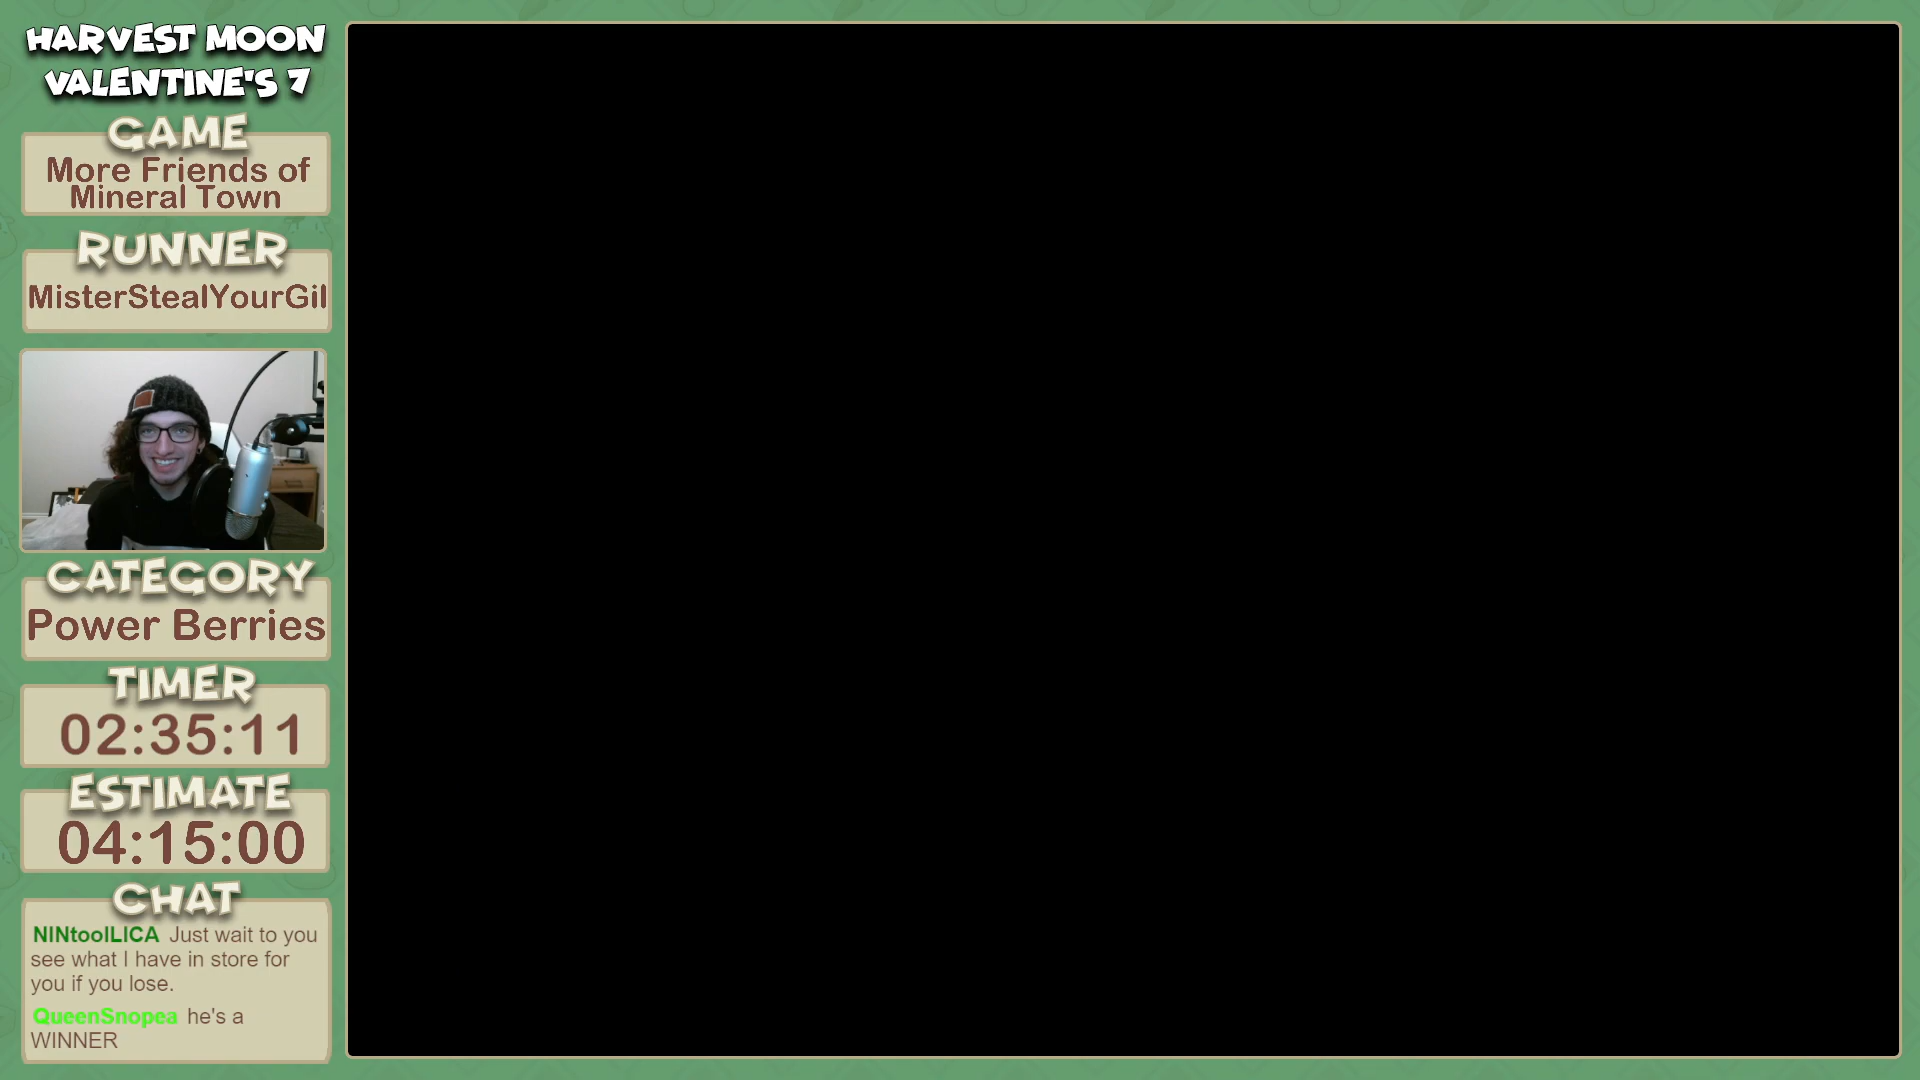 HARVEST MOON
VALENTINE'S 7
GAME
More Friends of
Mineral Town
RUNNER
MisterStealYourGil
CATEGORY
Power Berries
TIMER
02:35:11
ESTIMATE
04:15:00
CHAT
NINtoolLICA Just wait to you
see what I have in store for
you if you lose.
QueenSnopea he's a
WINNER